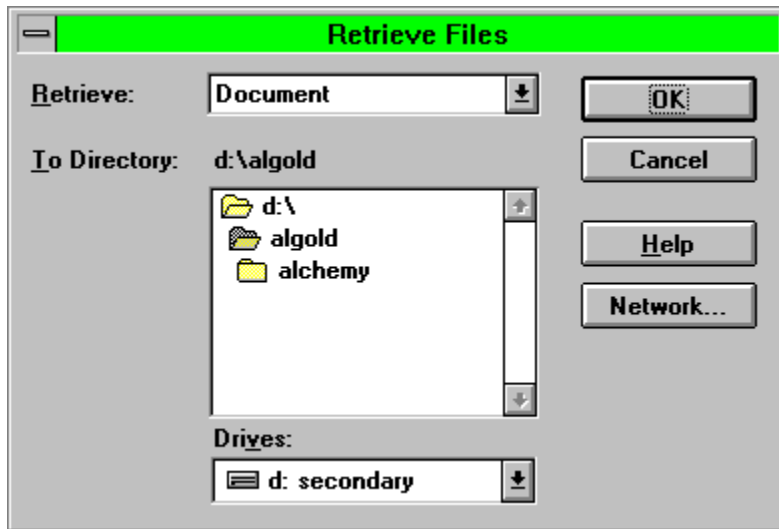 Retrieve Files
Retrieve: Document OK
To Directory: d:\algold Cancel
d:\
algold
alchemy
Help
Network...
Drives:
d: secondary